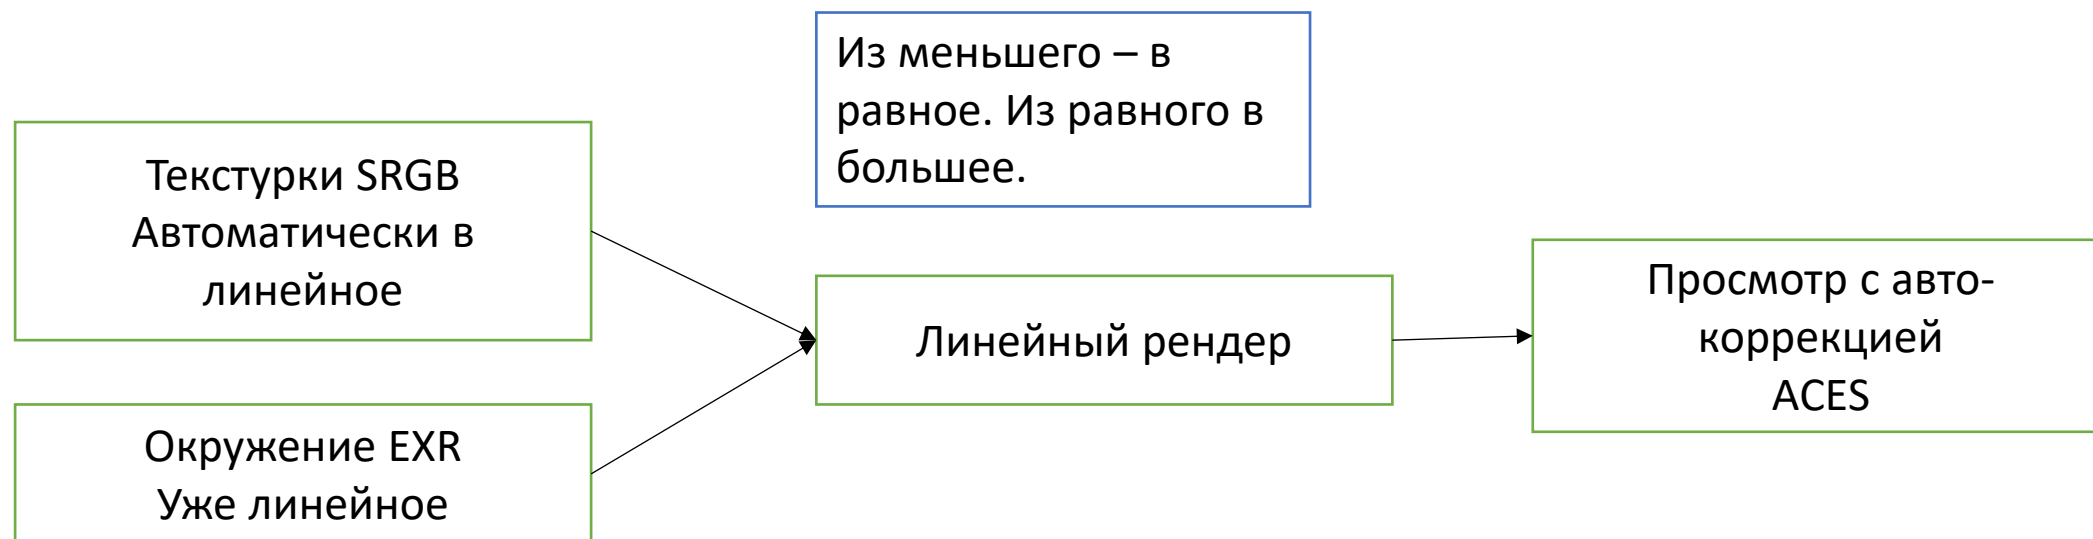 Из меньшего – в
равное. Из равного в
большее.
Текстурки SRGB
Автоматически в
линейное
Окружение EXR
Уже линейное
Линейный рендер
Просмотр с авто-
коррекцией
ACES